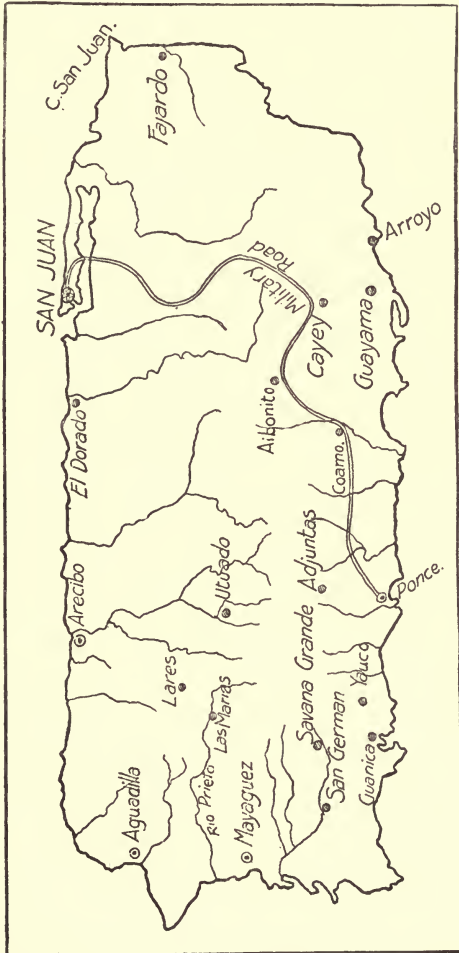 C. San Juan.
SAN JUAN
Fajardo
El Dorado
Arecibo
Aguadilla
Lares
Utuado
Las Marias
Rio Prieto
Mayaguez
Military
Road
Aibonito
Cayey
Coamo.
Adjuntas
Savana Grande
San German
Yauco
Guanica
Ponce.
Guayama
Arroyo